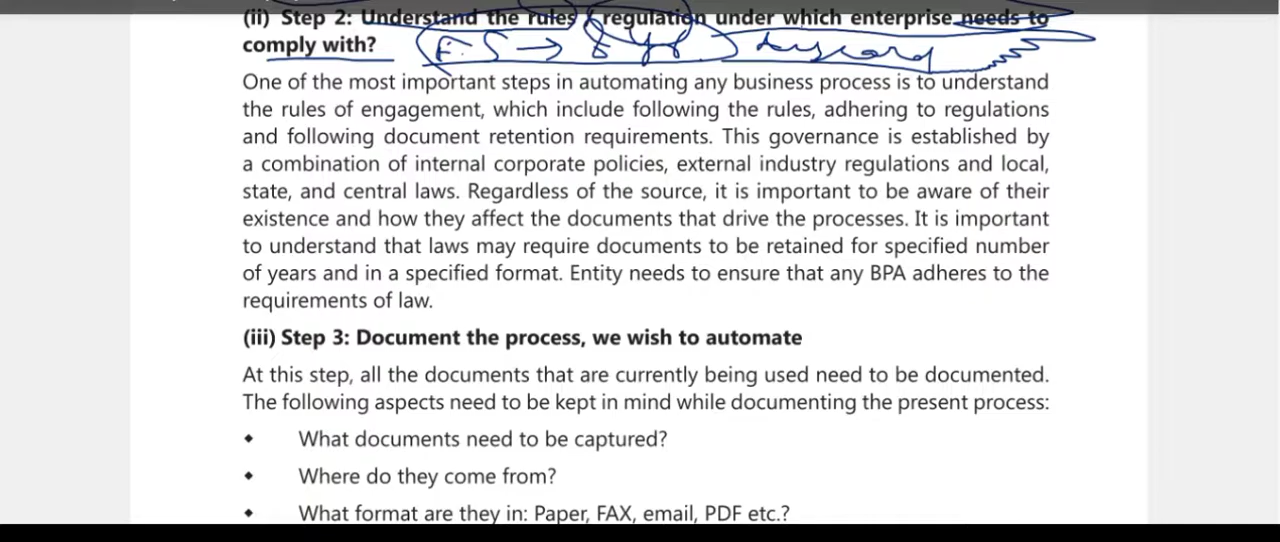 (ii) Step 2: Understand the rules / regulation under which enterprise needs to
comply with?
One of the most important steps in automating any business process is to understand
the rules of engagement, which include following the rules, adhering to regulations
and following document retention requirements. This governance is established by
a combination of internal corporate policies, external industry regulations and local,
state, and central laws. Regardless of the source, it is important to be aware of their
existence and how they affect the documents that drive the processes. It is important
to understand that laws may require documents to be retained for specified number
of years and in a specified format. Entity needs to ensure that any BPA adheres to the
requirements of law.
(iii) Step 3: Document the process, we wish to automate
At this step, all the documents that are currently being used need to be documented.
The following aspects need to be kept in mind while documenting the present process:
• What documents need to be captured?
• Where do they come from?
• What format are they in: Paper, FAX, email, PDF etc.?